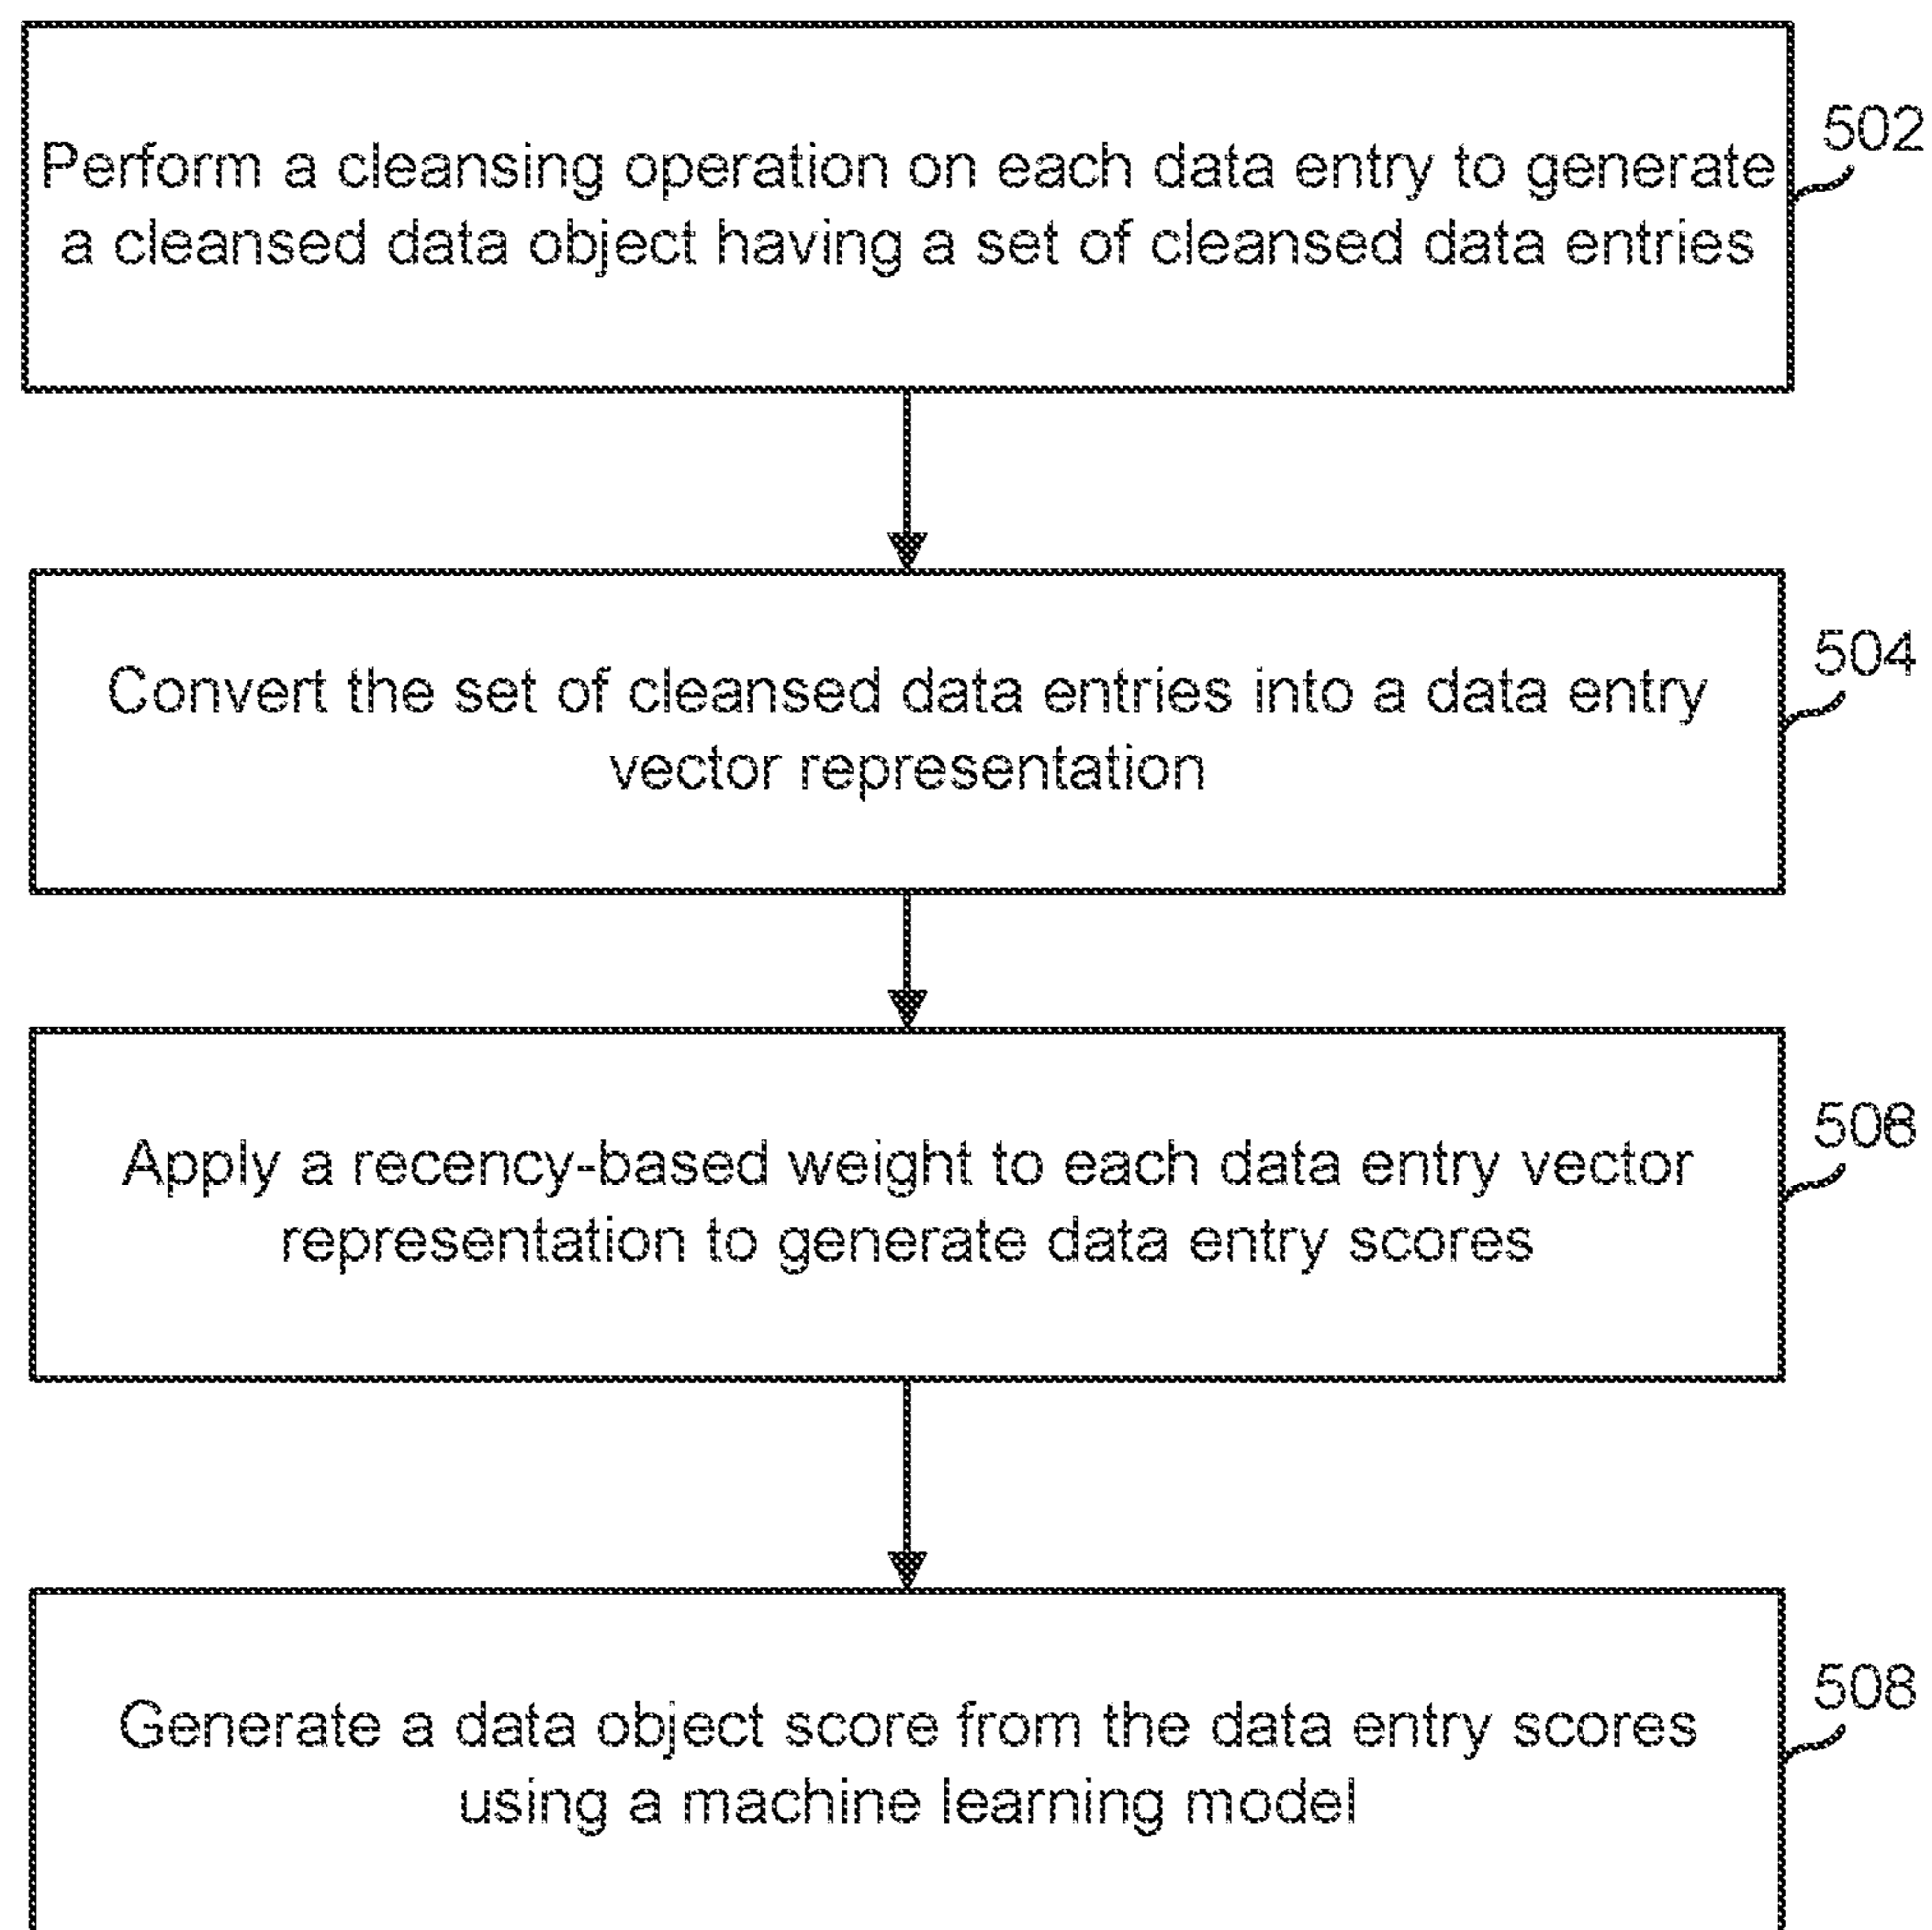 Perform a cleansing operation on each data entry to generate
a cleansed data object having a set of cleansed data entries
502
Convert the set of cleansed data entries into a data entry
vector representation
504
Apply a recency-based weight to each data entry vector
representation to generate data entry scores
506
Generate a data object score from the data entry scores
using a machine learning model
508